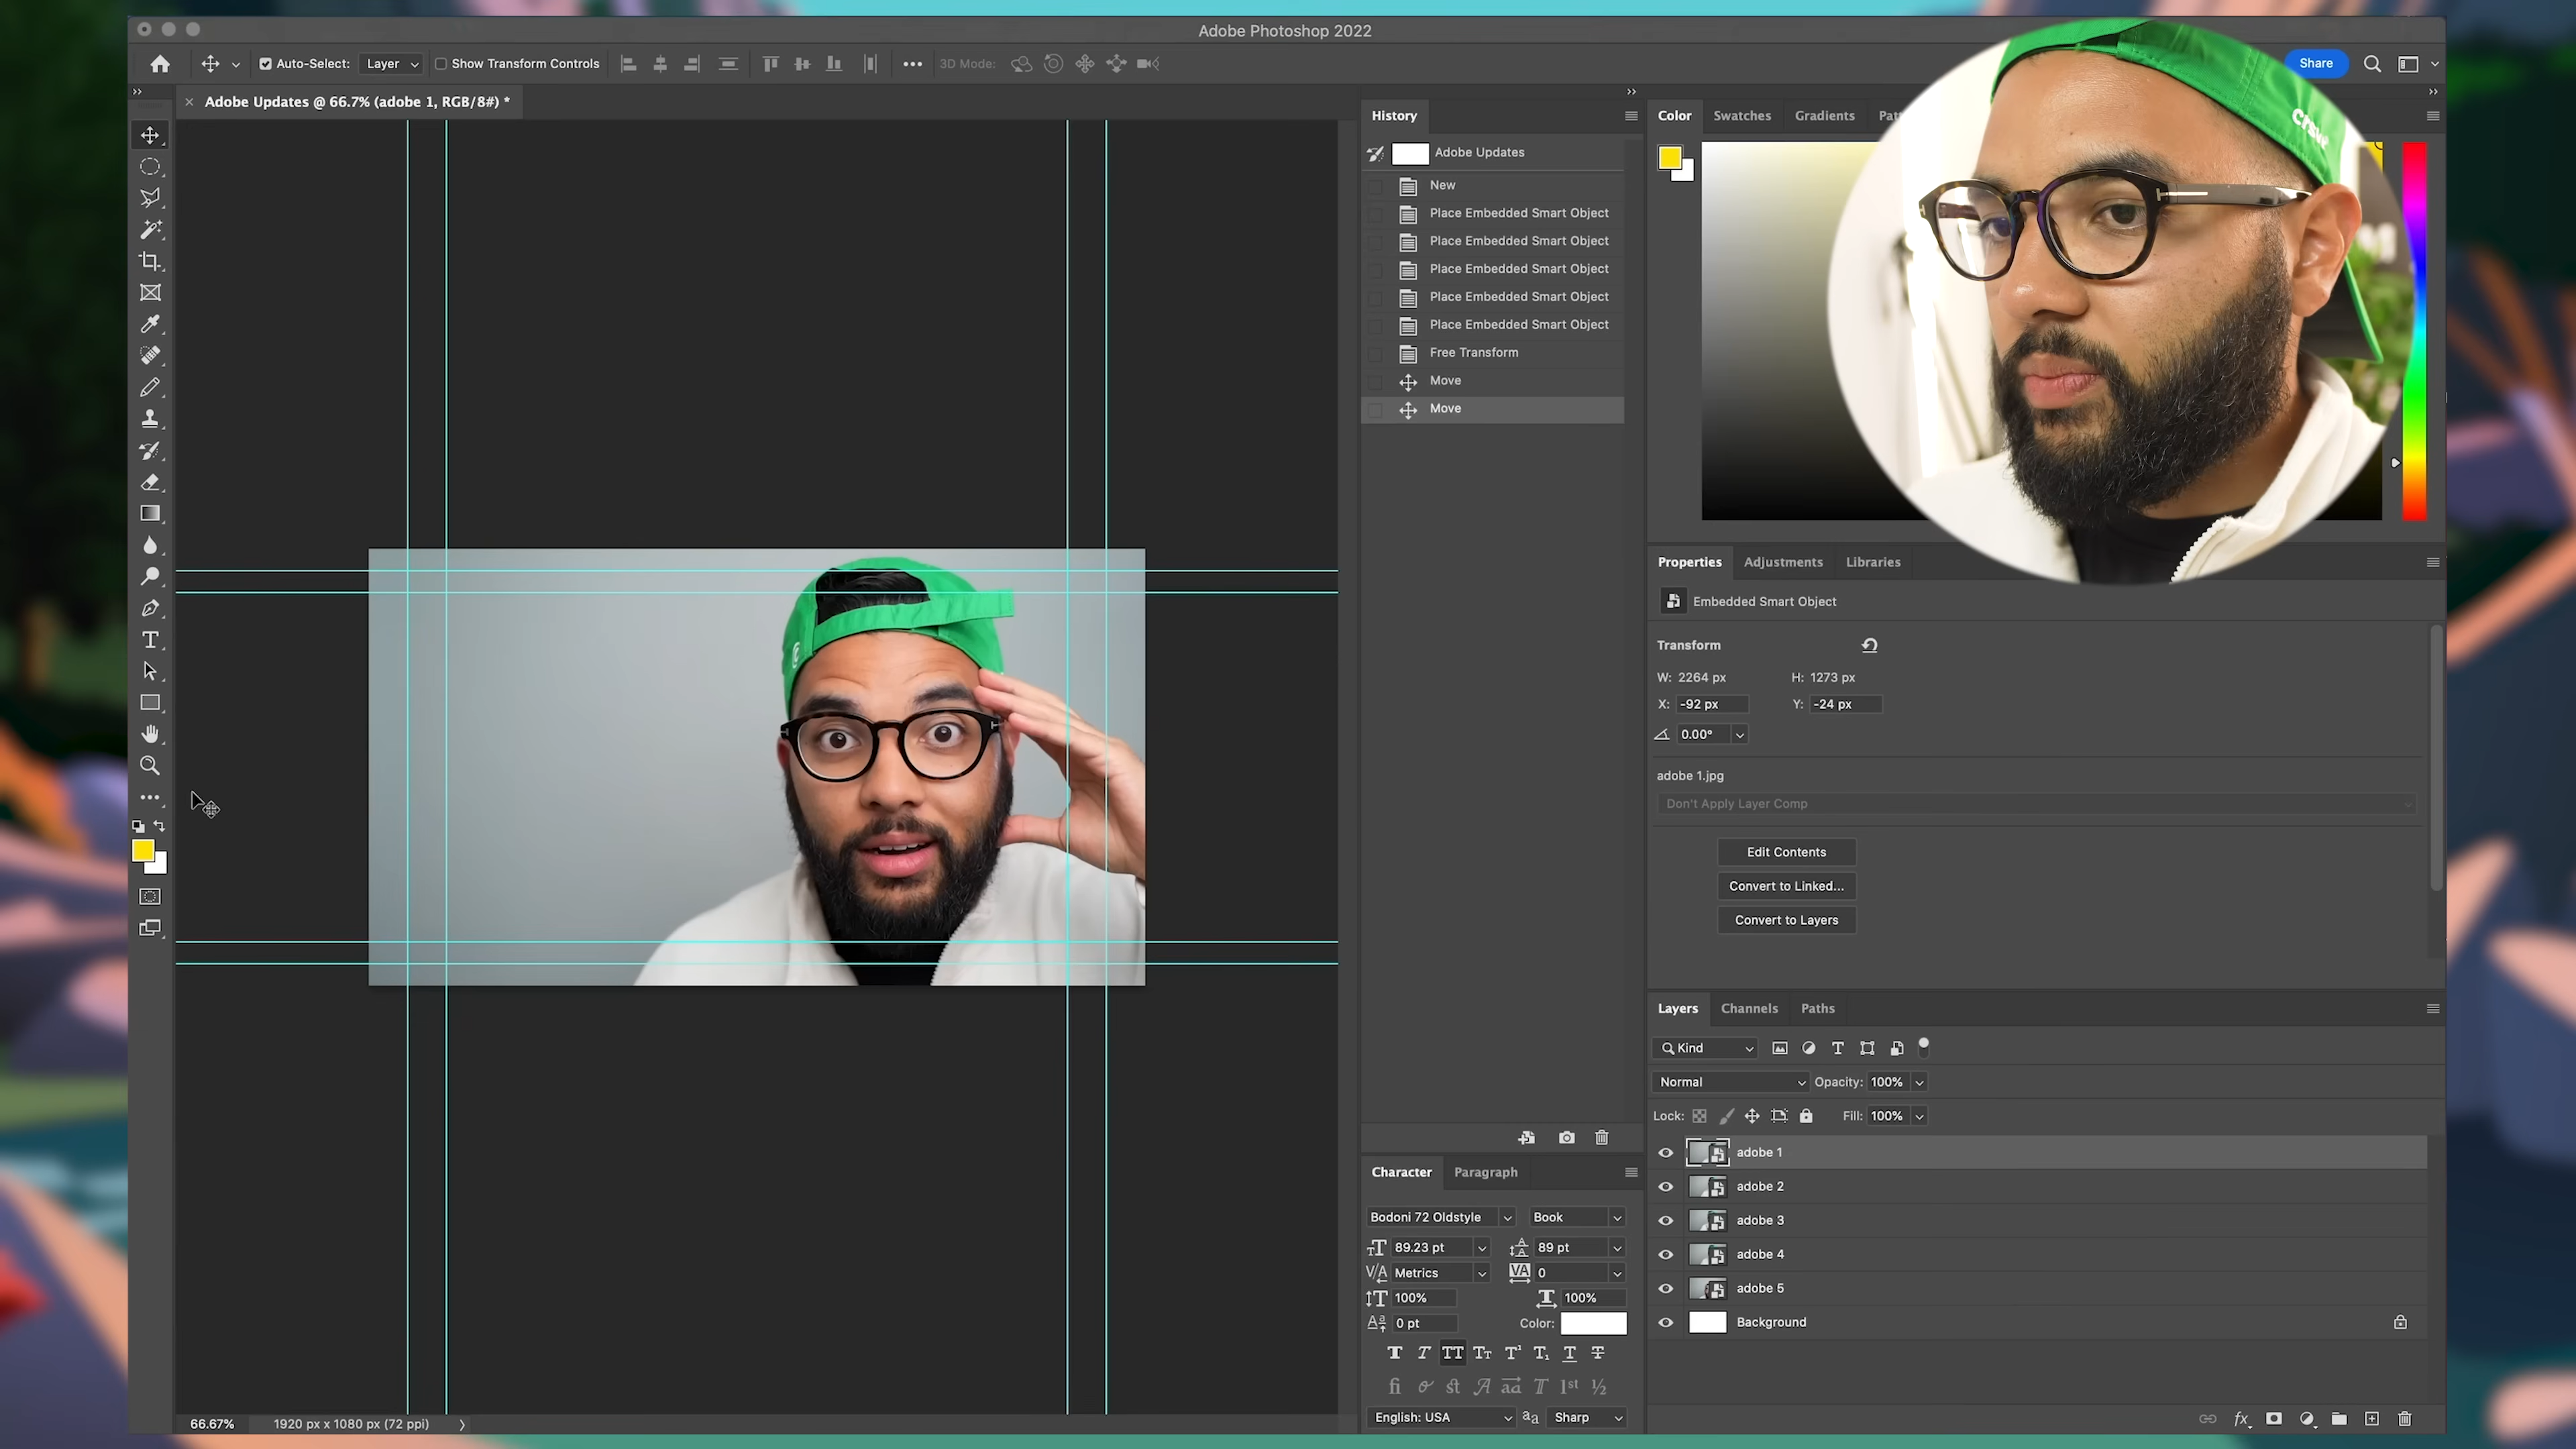 Adobe Photoshop 2022
Auto-Select: Layer Show Transform Controls 3D Mode: Share
Adobe Updates @ 66.7% (adobe 1, RGB/8#) *
History
Adobe Updates
New
Place Embedded Smart Object
Place Embedded Smart Object
Place Embedded Smart Object
Place Embedded Smart Object
Place Embedded Smart Object
Free Transform
Move
Move
Color Swatches Gradients
Properties Adjustments Libraries
Embedded Smart Object
Transform
W: 2264 px H: 1273 px
X: -92 px Y: -24 px
0.00°
adobe 1.jpg
Don't Apply Layer Comp
Edit Contents
Convert to Linked...
Convert to Layers
Layers Channels Paths
Kind
Normal Opacity: 100%
Lock: Fill: 100%
adobe 1
adobe 2
adobe 3
adobe 4
adobe 5
Background
Character Paragraph
Bodoni 72 Oldstyle Book
89.23 pt 89 pt
Metrics 0
100% 100%
0 pt Color:
English: USA Sharp
66.67% 1920 px x 1080 px (72 ppi)